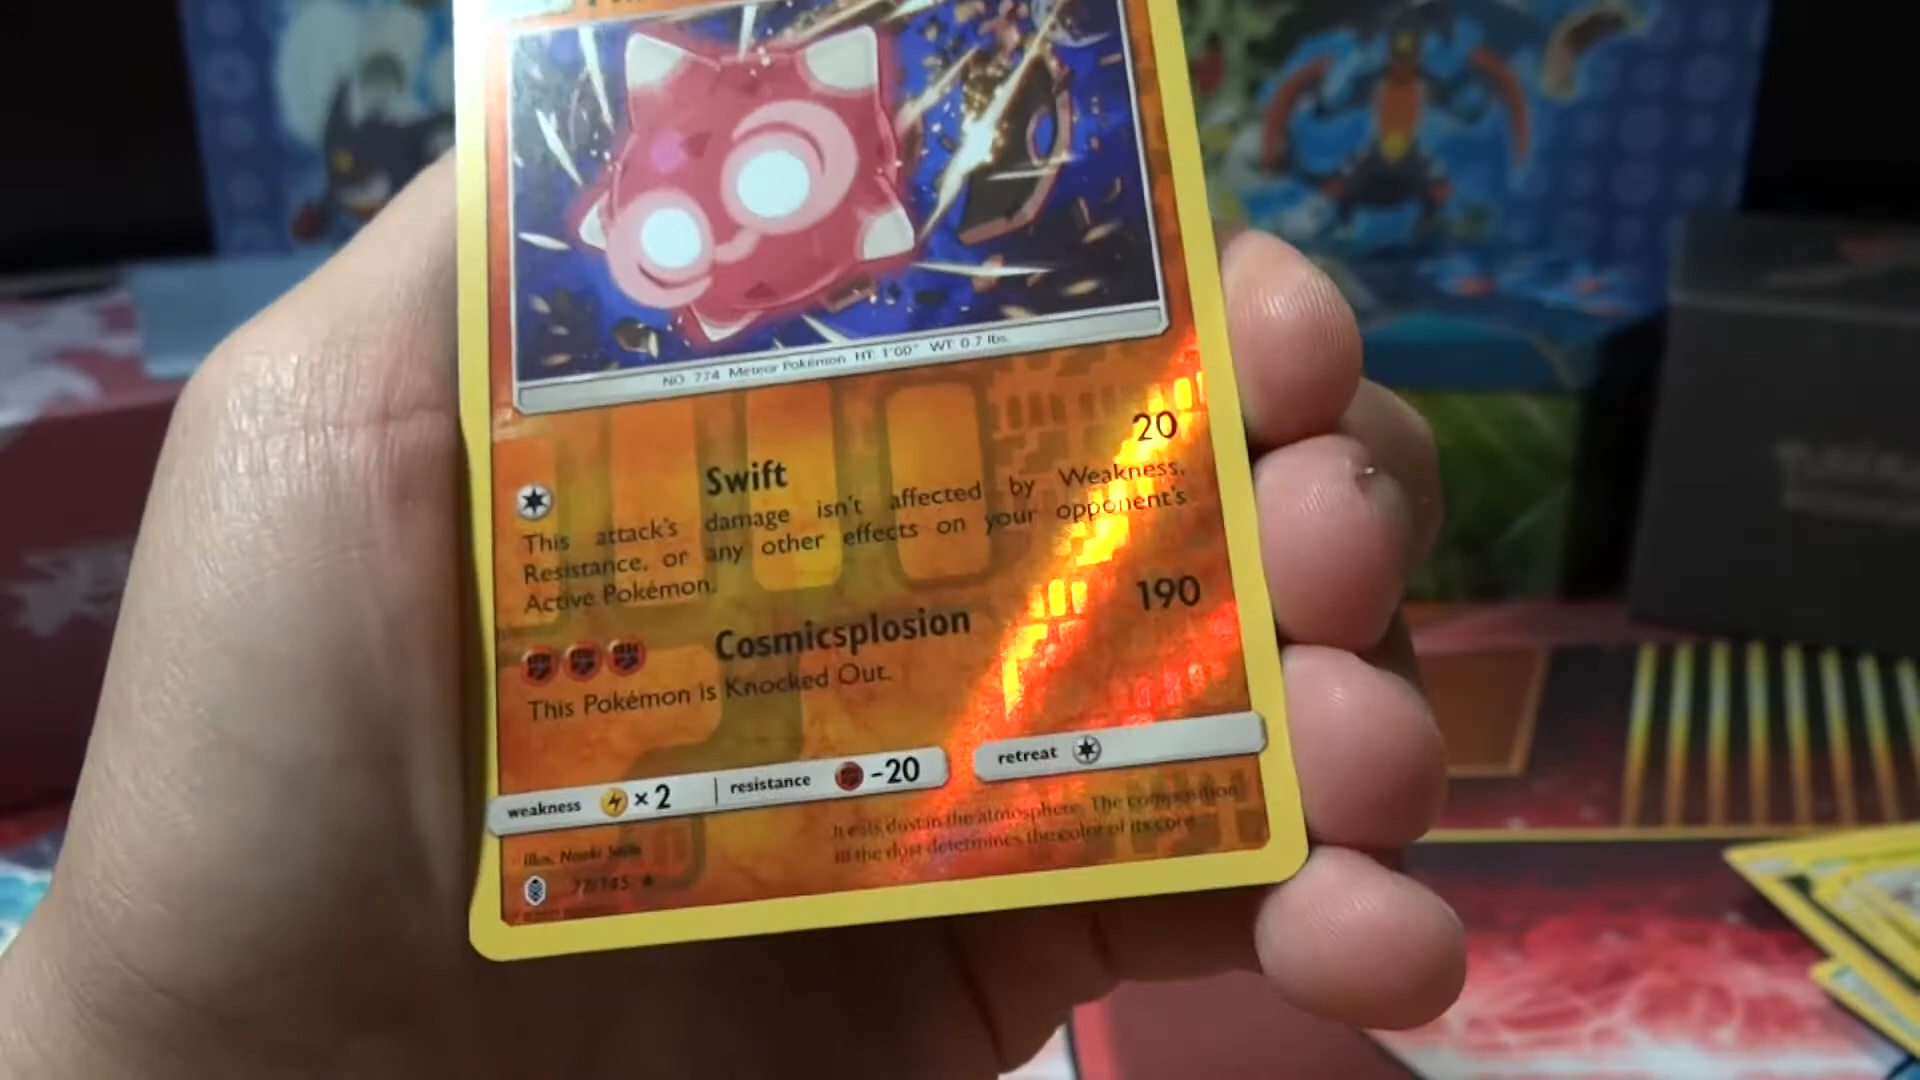 NO. 774 Meteor Pokémon HT: 1'00" WT: 0.7 lbs.
20
Swift
This attack's damage isn't affected by Weakness,
Resistance, or any other effects on your opponent's
Active Pokémon.
190
Cosmicsplosion
This Pokémon is Knocked Out.
weakness ×2 resistance -20 retreat
It eats dust in the atmosphere. The composition
of the dust determines the color of its core.
Illus. Naoki Saito
77/145 ★